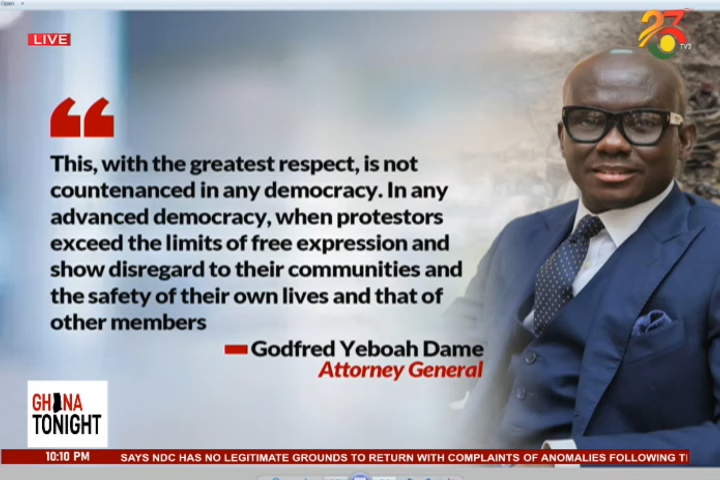 Open
LIVE
23
TV3
This, with the greatest respect, is not
countenanced in any democracy. In any
advanced democracy, when protestors
exceed the limits of free expression and
show disregard to their communities and
the safety of their own lives and that of
other members
Godfred Yeboah Dame
Attorney General
GHANA
TONIGHT
10:10 PM
SAYS NDC HAS NO LEGITIMATE GROUNDS TO RETURN WITH COMPLAINTS OF ANOMALIES FOLLOWING